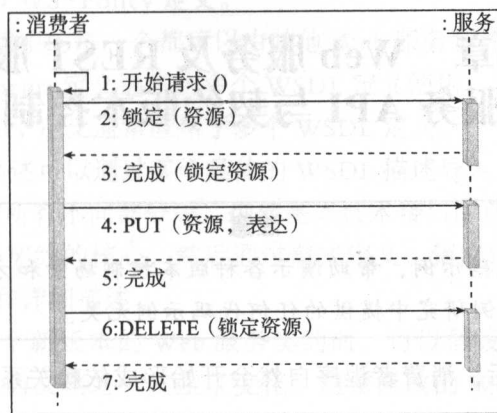 : 消费者
: 服务
1: 开始请求 ()
2: 锁定（资源）
3: 完成（锁定资源）
4: PUT（资源，表达）
5: 完成
6:DELETE（锁定资源）
7: 完成